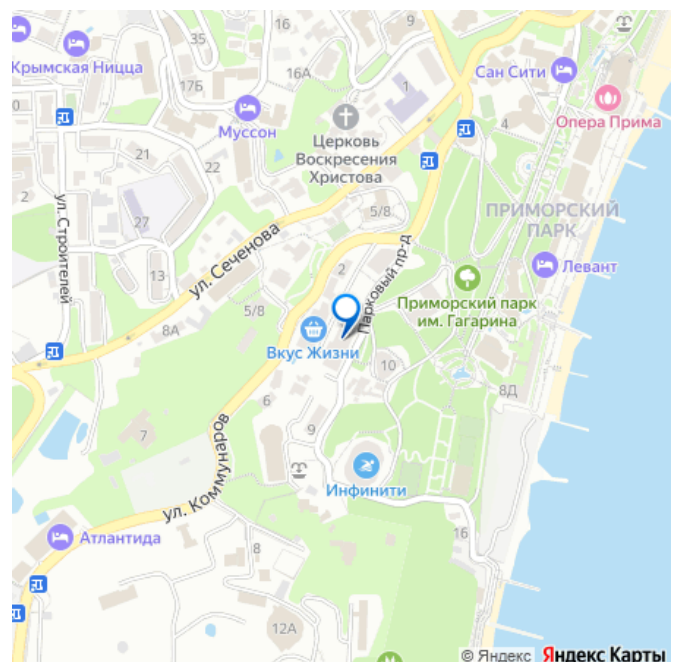 35
Крымская Ницца
17Б
16А
Сан Сити
Муссон
1
Опера Прима
0
Церковь
Воскресения
Христова
4
21
22
2
ул. Строителей
5/8
ПРИМОРСКИЙ
ПАРК
27
ул. Сеченова
Парковый пр-д
Левант
13
2
Приморский парк
им. Гагарина
5/8
8А
Вкус Жизни
10
8Д
6
9
7
ул. Коммунаров
Инфинити
16
Атлантида
8
12А
© Яндекс Яндекс Карты